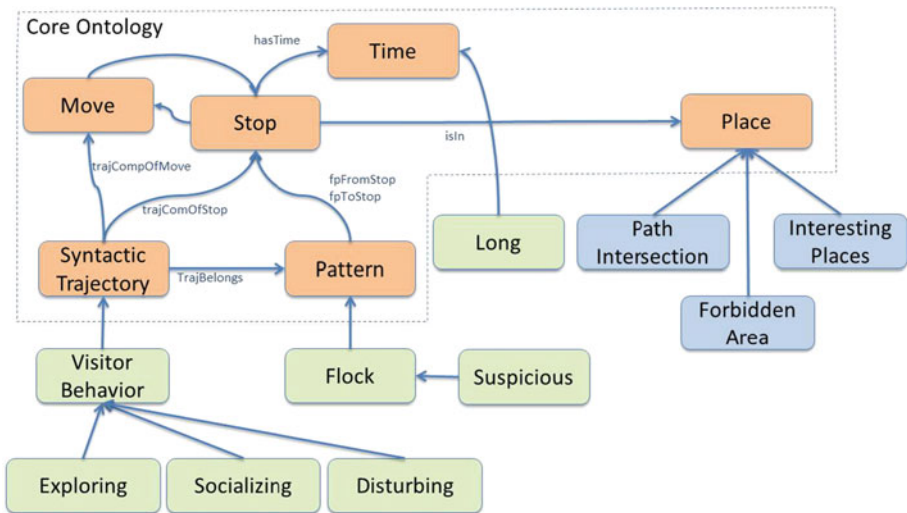 Core Ontology
hasTime
Time
Move
Stop
Place
isIn
trajCompOfMove
fpFromStop
fpToStop
trajComOfStop
Long
Path
Intersection
Interesting
Places
Syntactic
Trajectory
TrajBelongs
Pattern
Forbidden
Area
Visitor
Behavior
Flock
Suspicious
Exploring
Socializing
Disturbing